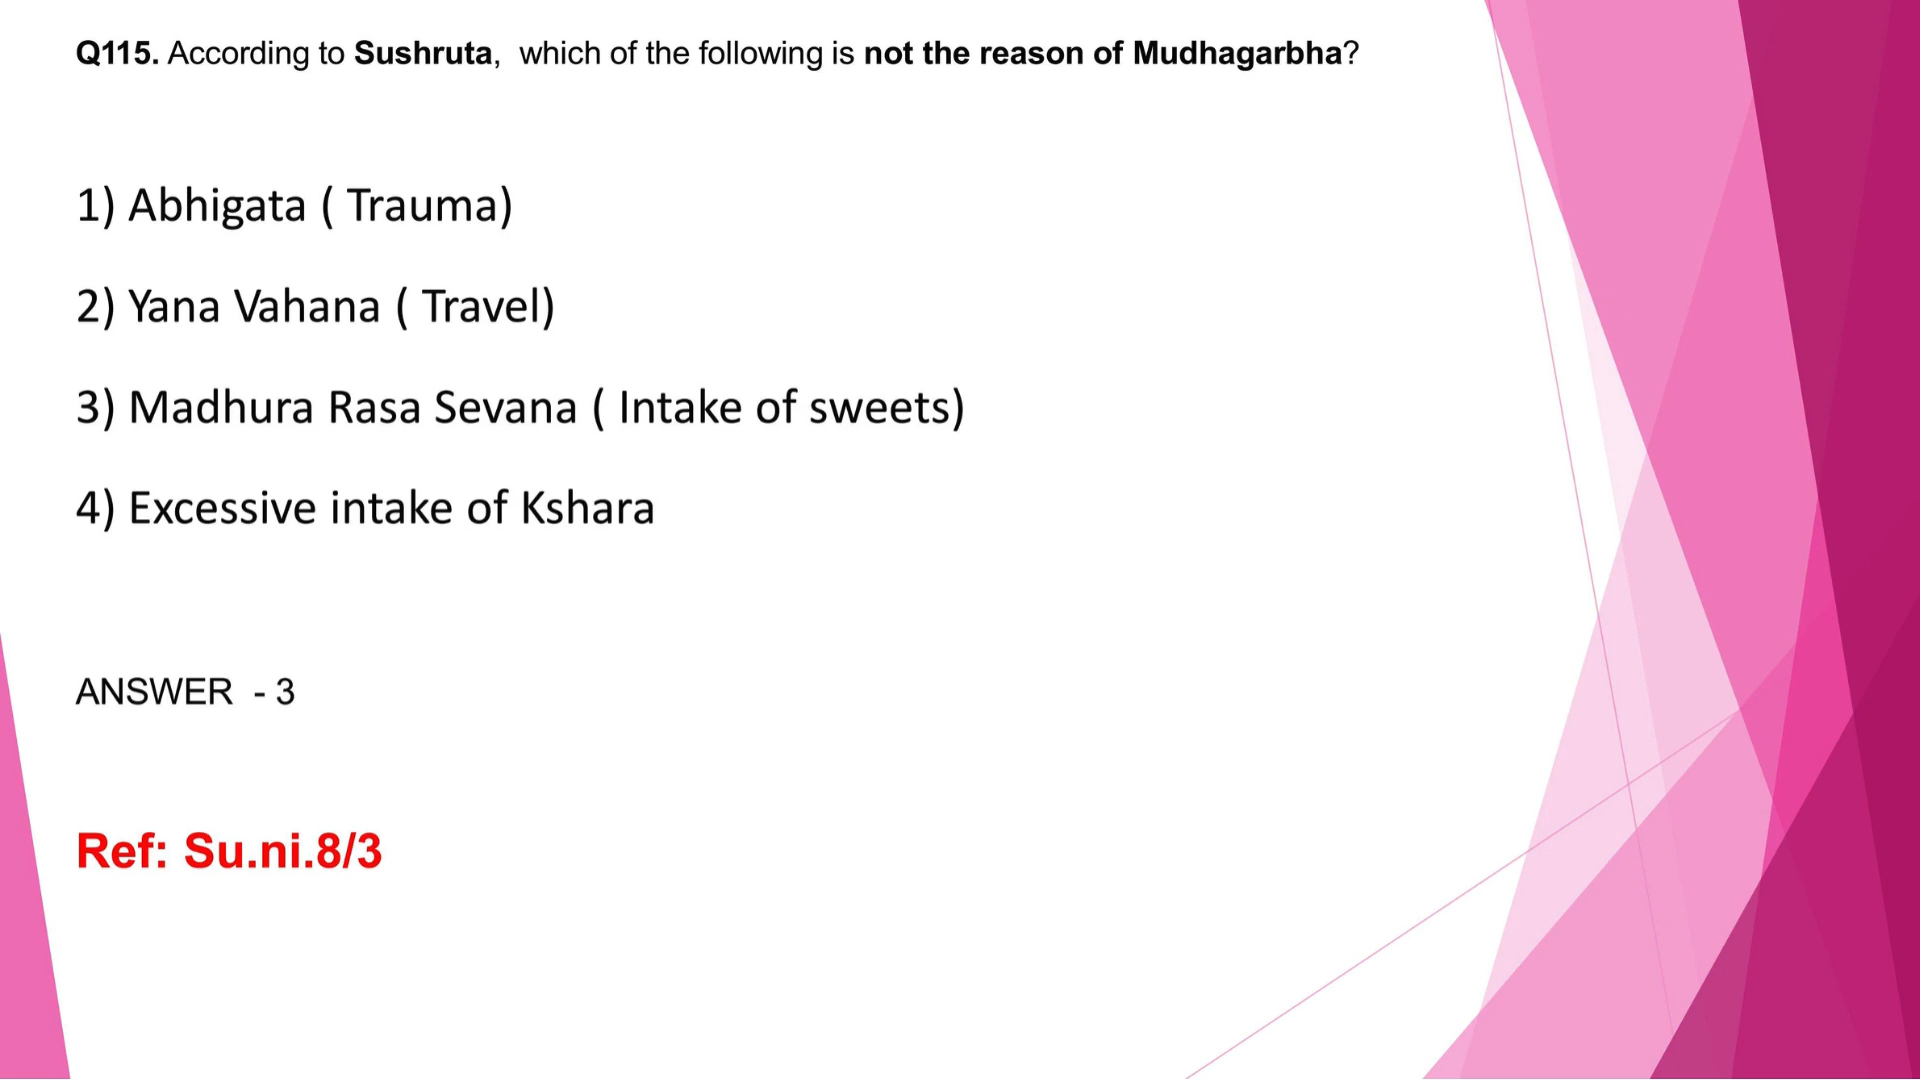 Q115. According to Sushruta,  which of the following is not the reason of Mudhagarbha?
1) Abhigata ( Trauma)
2) Yana Vahana ( Travel)
3) Madhura Rasa Sevana ( Intake of sweets)
4) Excessive intake of Kshara
ANSWER  - 3
Ref: Su.ni.8/3